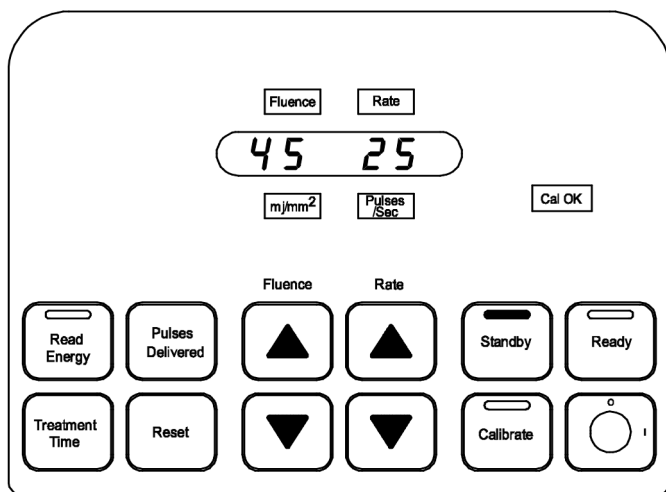 Fluence Rate
45 25
mj/mm² Pulses
/Sec
Cal OK
Fluence Rate
Read
Energy
Pulses
Delivered
Standby
Ready
Treatment
Time
Reset
Calibrate
O
I